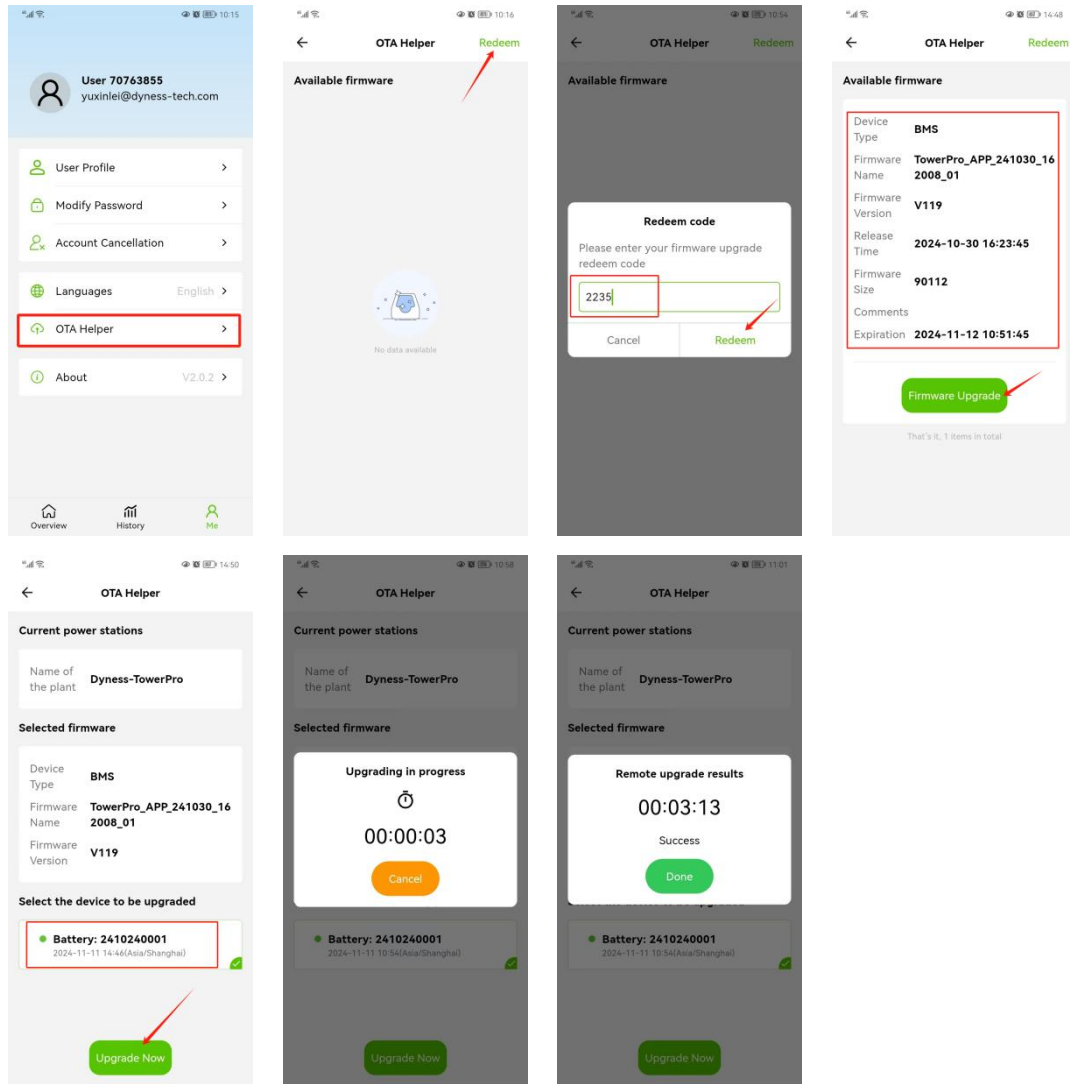 10:15
User 70763855
yuxinlei@dyness-tech.com
User Profile
Modify Password
Account Cancellation
Languages English
OTA Helper
About V2.0.2
Overview History Me
10:16
OTA Helper Redeem
Available firmware
No data available
10:54
OTA Helper Redeem
Available firmware
Redeem code
Please enter your firmware upgrade
redeem code
2235
Cancel Redeem
14:48
OTA Helper Redeem
Available firmware
Device
Type
BMS
Firmware
Name
TowerPro_APP_241030_16
2008_01
Firmware
Version
V119
Release
Time
2024-10-30 16:23:45
Firmware
Size
90112
Comments
Expiration 2024-11-12 10:51:45
Firmware Upgrade
That's it, 1 items in total
14:50
OTA Helper
Current power stations
Name of
the plant
Dyness-TowerPro
Selected firmware
Device
Type
BMS
Firmware
Name
TowerPro_APP_241030_16
2008_01
Firmware
Version
V119
Select the device to be upgraded
Battery: 2410240001
2024-11-11 14:46(Asia/Shanghai)
Upgrade Now
10:58
OTA Helper
Current power stations
Name of
the plant
Dyness-TowerPro
Selected firmware
Upgrading in progress
00:00:03
Cancel
Battery: 2410240001
2024-11-11 10:54(Asia/Shanghai)
Upgrade Now
11:01
OTA Helper
Current power stations
Name of
the plant
Dyness-TowerPro
Selected firmware
Remote upgrade results
00:03:13
Success
Done
Battery: 2410240001
2024-11-11 10:54(Asia/Shanghai)
Upgrade Now